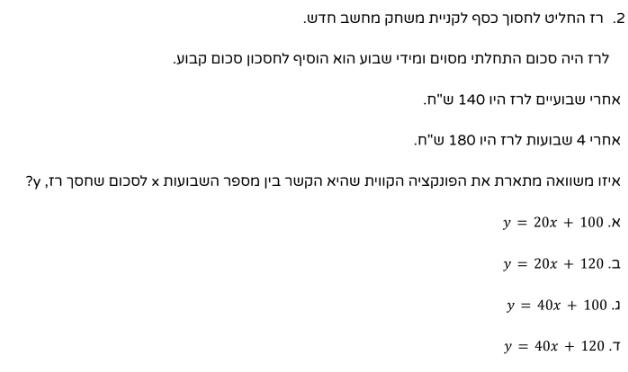 2. רז החליט לחסוך כסף לקניית משחק מחשב חדש.
לרז היה סכום התחלתי מסוים ומידי שבוע הוא הוסיף לחסכון סכום קבוע.
אחרי שבועיים לרז היו 140 ש"ח.
אחרי 4 שבועות לרז היו 180 ש"ח.
איזו משוואה מתארת את הפונקציה הקווית שהיא הקשר בין מספר השבועות x לסכום שחסך רז, y?
א. y = 20x + 100
ב. y = 20x + 120
ג. y = 40x + 100
ד. y = 40x + 120